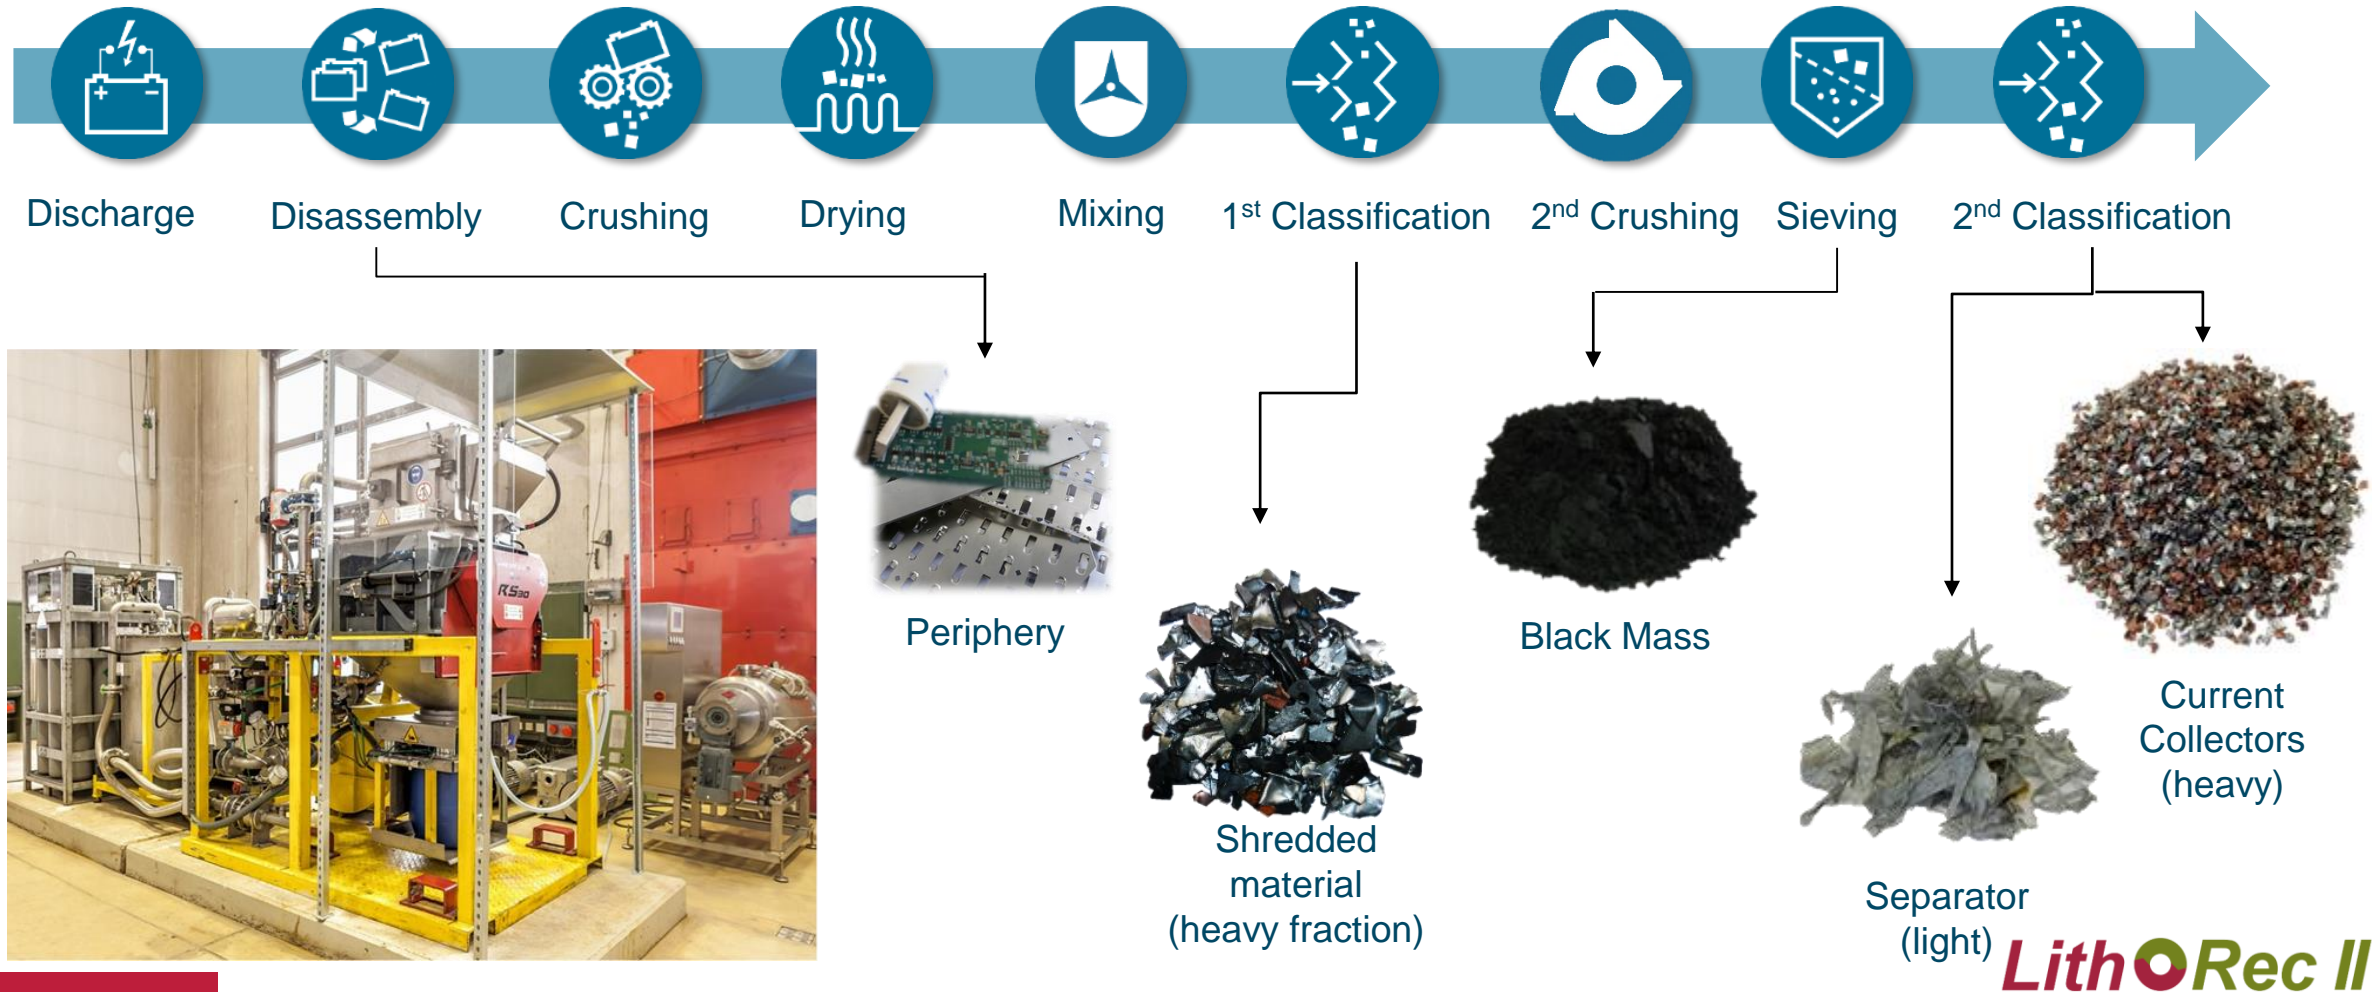 Discharge
Disassembly
Crushing
Drying
Mixing
1st Classification
2nd Crushing
Sieving
2nd Classification
RS30
Periphery
Shredded
material
(heavy fraction)
Black Mass
Separator
(light)
Current
Collectors
(heavy)
LithoRec II